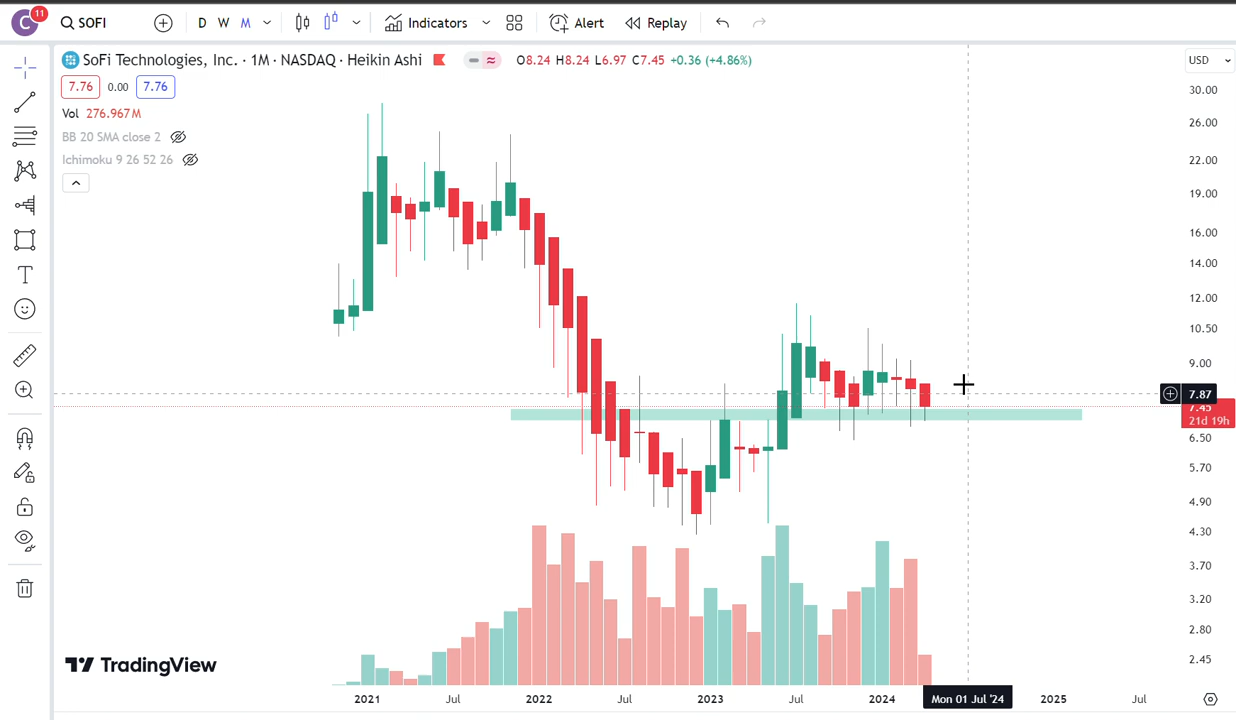 C 11 SOFI D W M Indicators Alert Replay
SoFi Technologies, Inc. · 1M · NASDAQ · Heikin Ashi O8.24 H8.24 L6.97 C7.45 +0.36 (+4.86%) USD
7.76 0.00 7.76
Vol 276.967M
BB 20 SMA close 2
Ichimoku 9 26 52 26
30.00
26.00
22.00
19.00
16.00
14.00
12.00
10.50
9.00
7.87
7.45
21d 19h
6.50
5.70
4.90
4.30
3.70
3.20
2.80
2.45
TradingView
2021 Jul 2022 Jul 2023 Jul 2024 Mon 01 Jul '24 2025 Jul